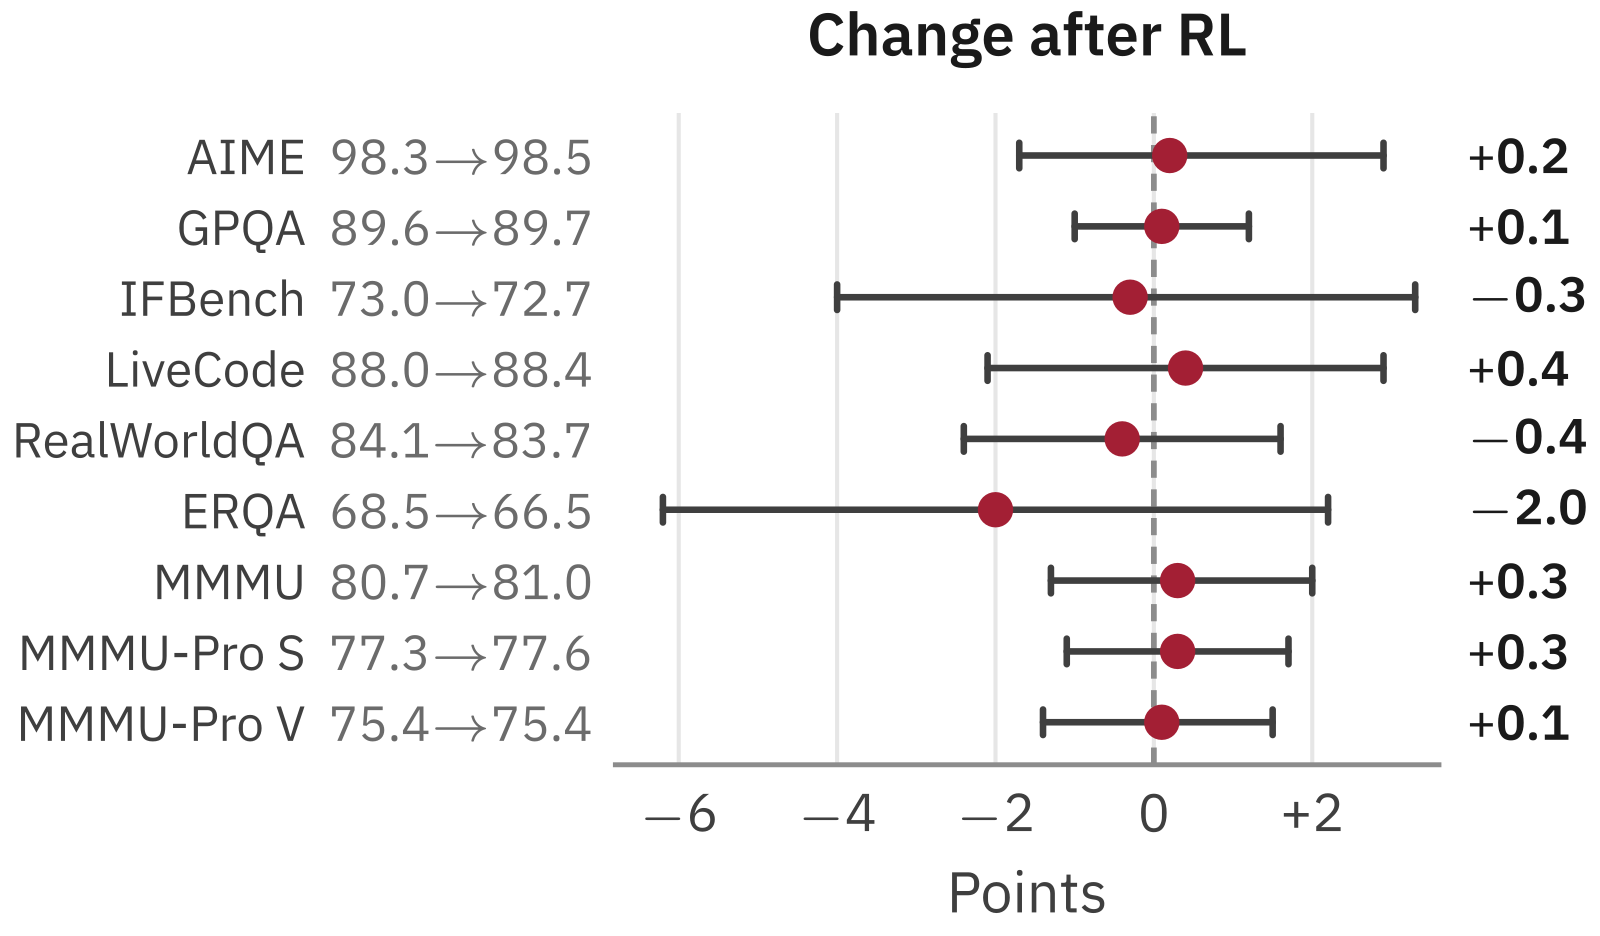 Change after RL
AIME 98.3→98.5 +0.2
GPQA 89.6→89.7 +0.1
IFBench 73.0→72.7 −0.3
LiveCode 88.0→88.4 +0.4
RealWorldQA 84.1→83.7 −0.4
ERQA 68.5→66.5 −2.0
MMMU 80.7→81.0 +0.3
MMMU-Pro S 77.3→77.6 +0.3
MMMU-Pro V 75.4→75.4 +0.1
−6 −4 −2 0 +2
Points